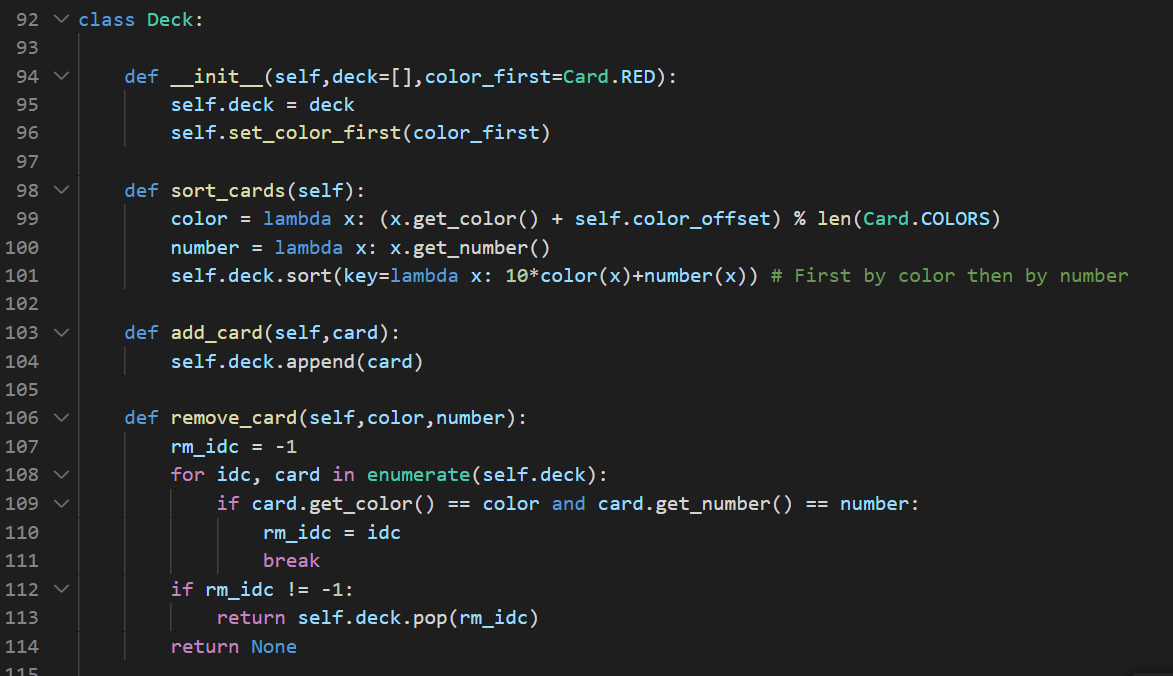 92 class Deck:
93
94 def __init__(self,deck=[],color_first=Card.RED):
95 self.deck = deck
96 self.set_color_first(color_first)
97
98 def sort_cards(self):
99 color = lambda x: (x.get_color() + self.color_offset) % len(Card.COLORS)
100 number = lambda x: x.get_number()
101 self.deck.sort(key=lambda x: 10*color(x)+number(x)) # First by color then by number
102
103 def add_card(self,card):
104 self.deck.append(card)
105
106 def remove_card(self,color,number):
107 rm_idc = -1
108 for idc, card in enumerate(self.deck):
109 if card.get_color() == color and card.get_number() == number:
110 rm_idc = idc
111 break
112 if rm_idc != -1:
113 return self.deck.pop(rm_idc)
114 return None
115